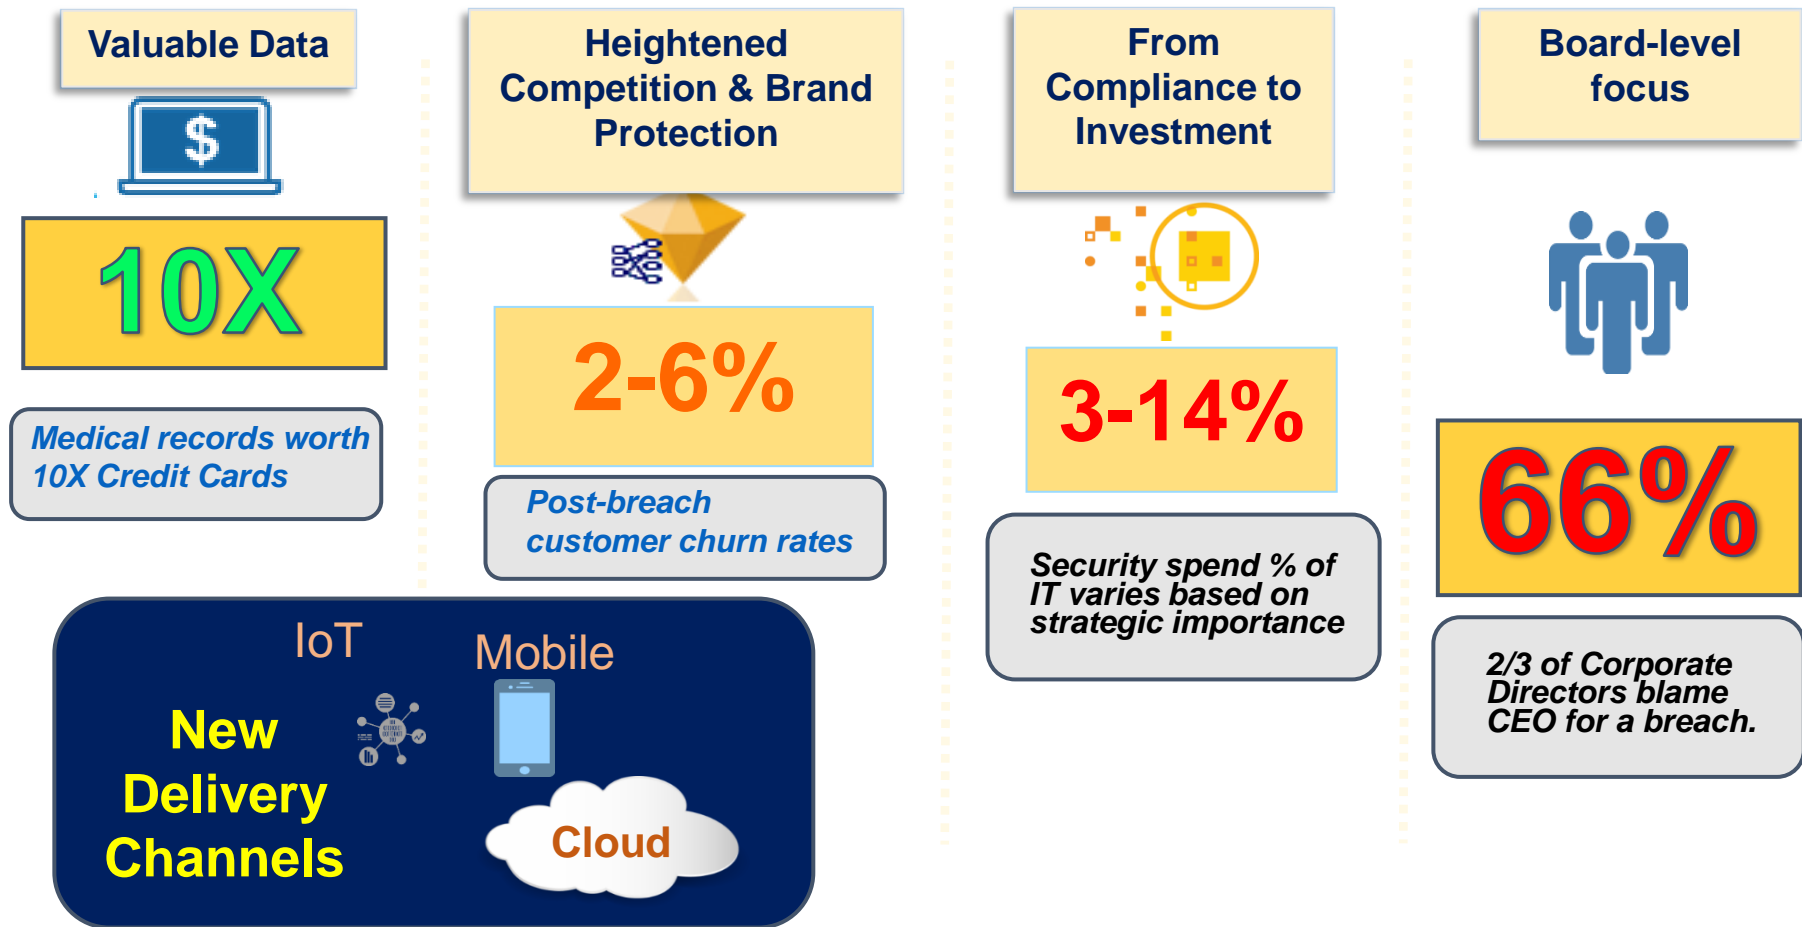 Valuable Data
$
10X
Medical records worth
10X Credit Cards
Heightened
Competition & Brand
Protection
2-6%
Post-breach
customer churn rates
From
Compliance to
Investment
3-14%
Security spend % of
IT varies based on
strategic importance
Board-level
focus
66%
2/3 of Corporate
Directors blame
CEO for a breach.
IoT
Mobile
New
Delivery
Channels
Cloud